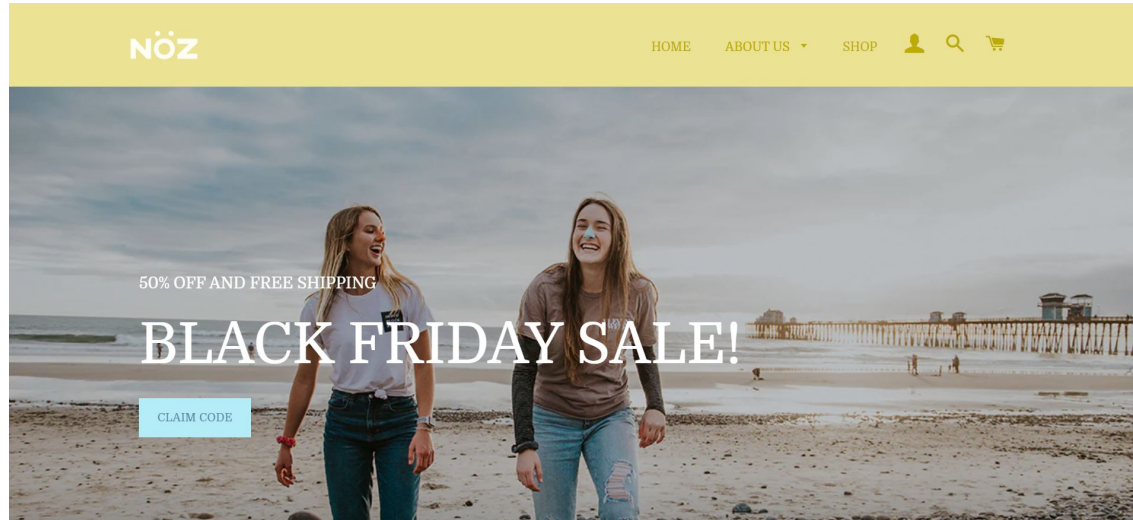 NÖZ
HOME ABOUT US SHOP
50% OFF AND FREE SHIPPING
BLACK FRIDAY SALE!
CLAIM CODE